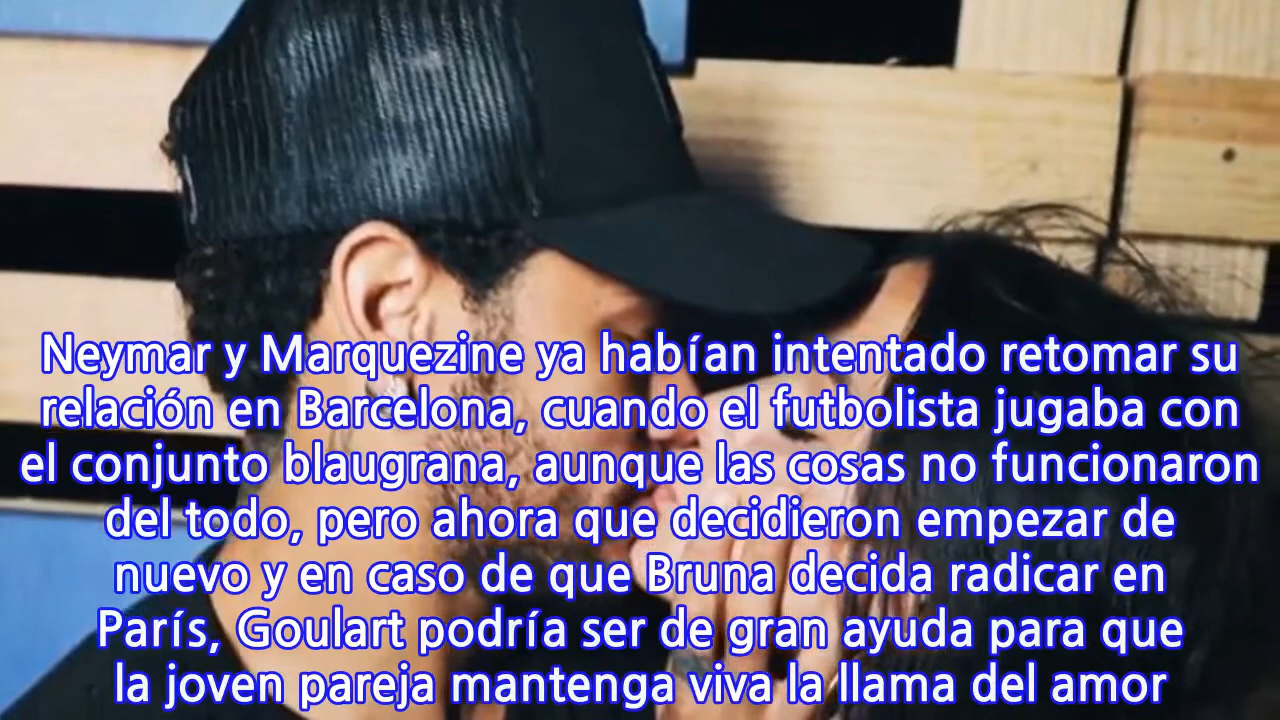 Neymar y Marquezine ya habían intentado retomar su
relación en Barcelona, cuando el futbolista jugaba con
el conjunto blaugrana, aunque las cosas no funcionaron
del todo, pero ahora que decidieron empezar de
nuevo y en caso de que Bruna decida radicar en
París, Goulart podría ser de gran ayuda para que
la joven pareja mantenga viva la llama del amor